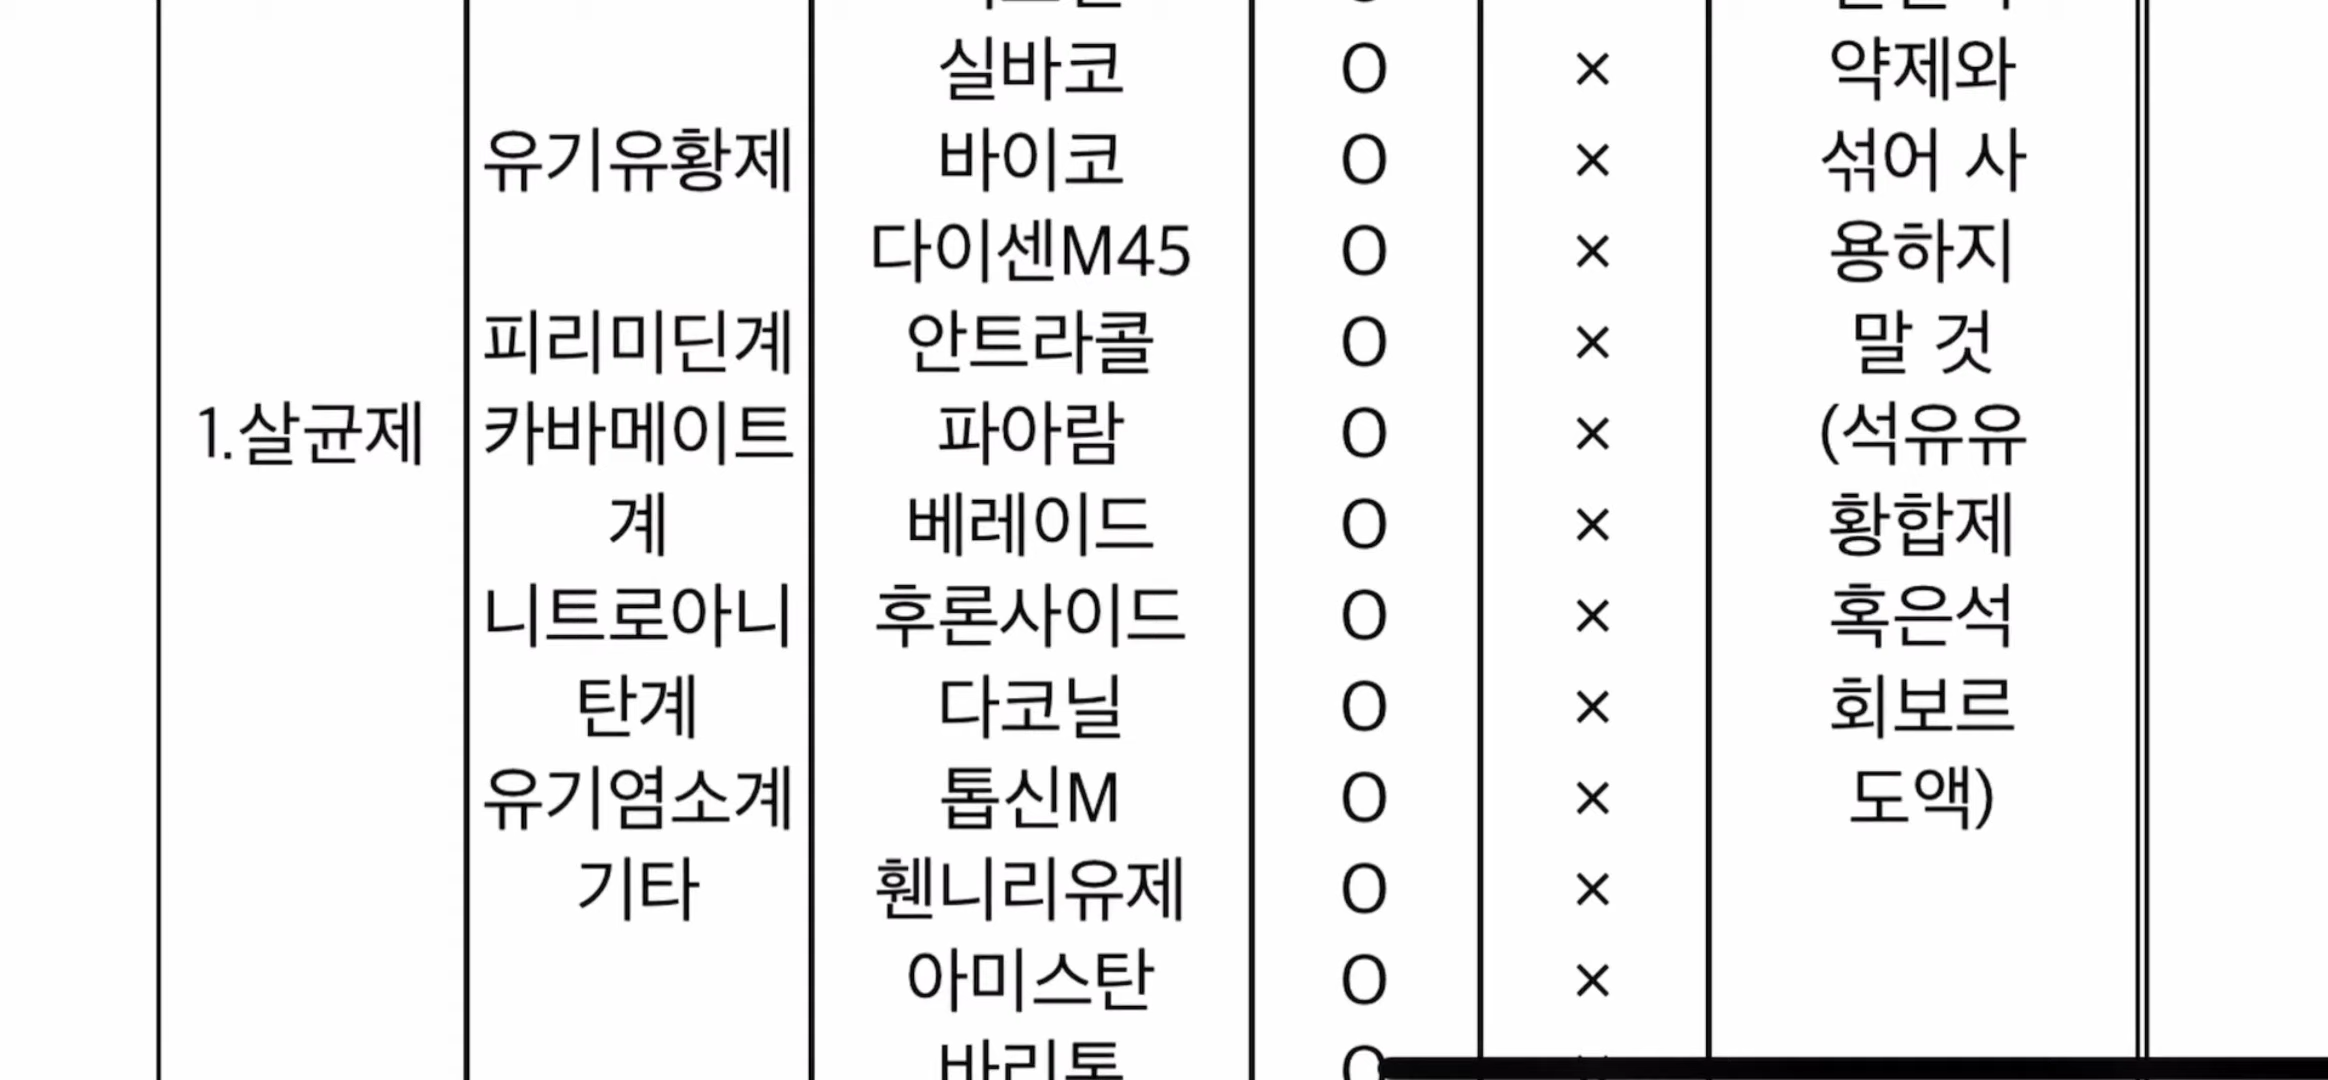 실바코 O × 약제와
유기유황제 바이코 O × 섞어 사
다이센M45 O × 용하지
피리미딘계 안트라콜 O × 말 것
1.살균제 카바메이트 파아람 O × (석유유
계 베레이드 O × 황합제
니트로아니 후론사이드 O × 혹은석
탄계 다코닐 O × 회보르
유기염소계 톱신M O × 도액)
기타 휀니리유제 O ×
아미스탄 O ×
바리톡 O